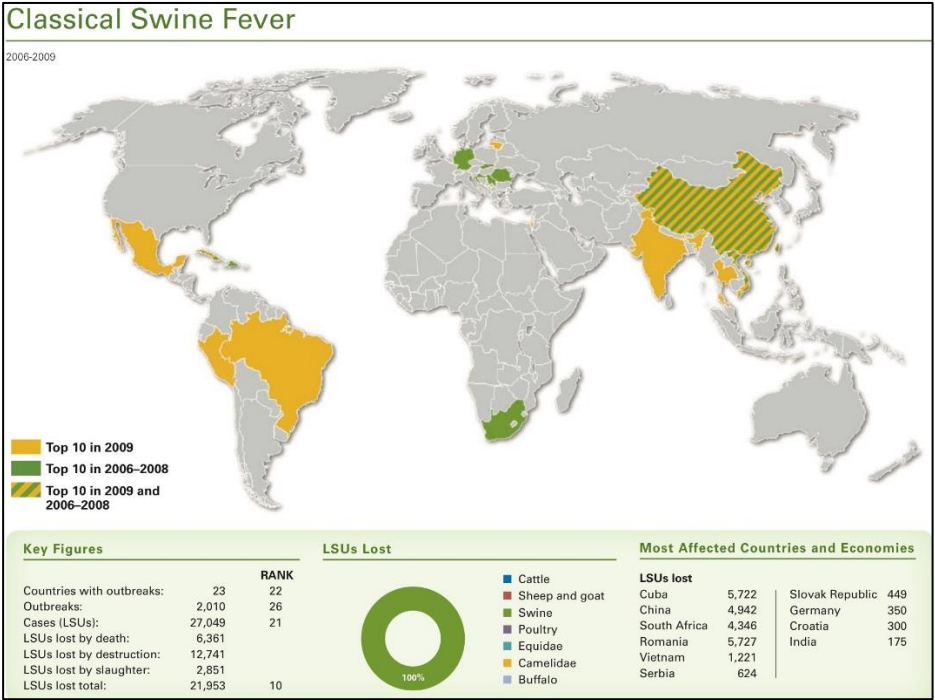 Classical Swine Fever
2006-2009
Top 10 in 2009
Top 10 in 2006–2008
Top 10 in 2009 and
2006–2008
Key Figures
RANK
Countries with outbreaks: 23 22
Outbreaks: 2,010 26
Cases (LSUs): 27,049 21
LSUs lost by death: 6,361
LSUs lost by destruction: 12,741
LSUs lost by slaughter: 2,851
LSUs lost total: 21,953 10
LSUs Lost
100%
Cattle
Sheep and goat
Swine
Poultry
Equidae
Camelidae
Buffalo
Most Affected Countries and Economies
LSUs lost
Cuba 5,722
China 4,942
South Africa 4,346
Romania 5,727
Vietnam 1,221
Serbia 624
Slovak Republic 449
Germany 350
Croatia 300
India 175